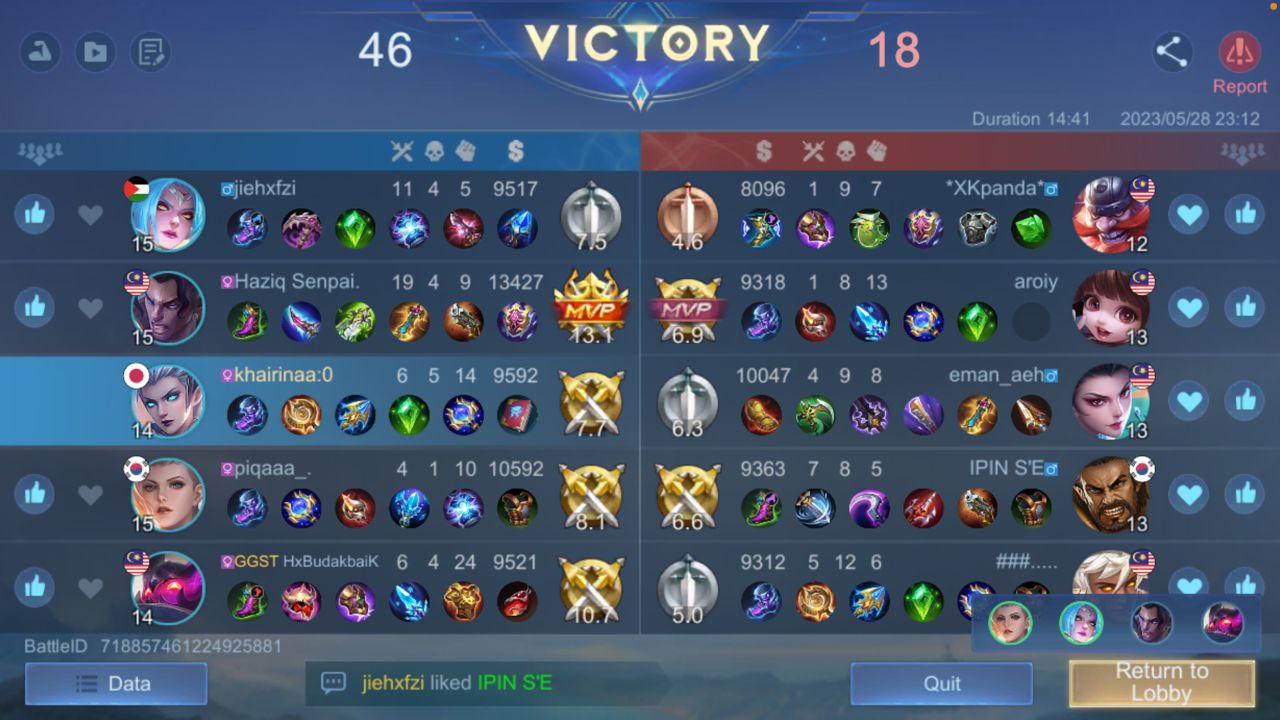 46 VICTORY 18
Report
Duration 14:41 2023/05/28 23:12
jiehxfzi 11 4 5 9517 7.5 15
4.6 8096 1 9 7 *XKpanda* 12
Haziq Senpai. 19 4 9 13427 MVP 13.1 15
MVP 6.9 9318 1 8 13 aroiy 13
khairinaa:0 6 5 14 9592 7.7 14
6.3 10047 4 9 8 eman_aeh 13
piqaaa_. 4 1 10 10592 8.1 15
6.6 9363 7 8 5 IPIN S'E 13
GGST HxBudakbaiK 6 4 24 9521 10.7 14
5.0 9312 5 12 6 ###.....
BattleID 718857461224925881
Data
jiehxfzi liked IPIN S'E
Quit
Return to
Lobby